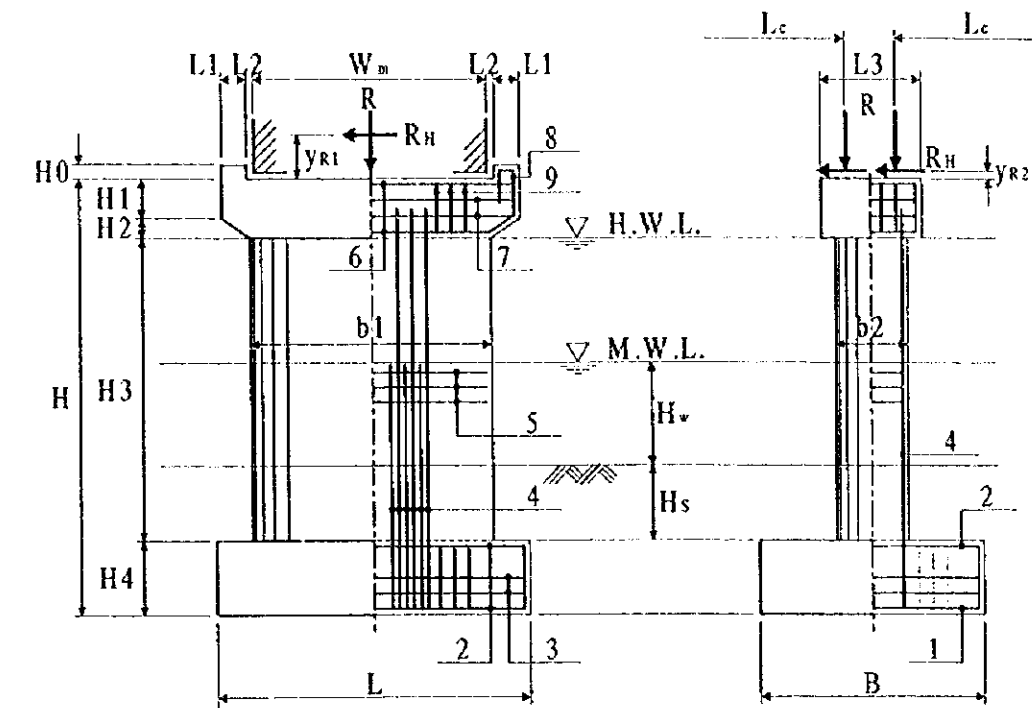 Lc Lc
L1 L2 Wm L2 L1 L3
R R
RH 8 RH
H0 yR1 9 yR2
H1
H2 H.W.L.
6 7
b1 b2
M.W.L.
H H3
Hw
5
4
4 Hs 2
H4
2 3 1
L B